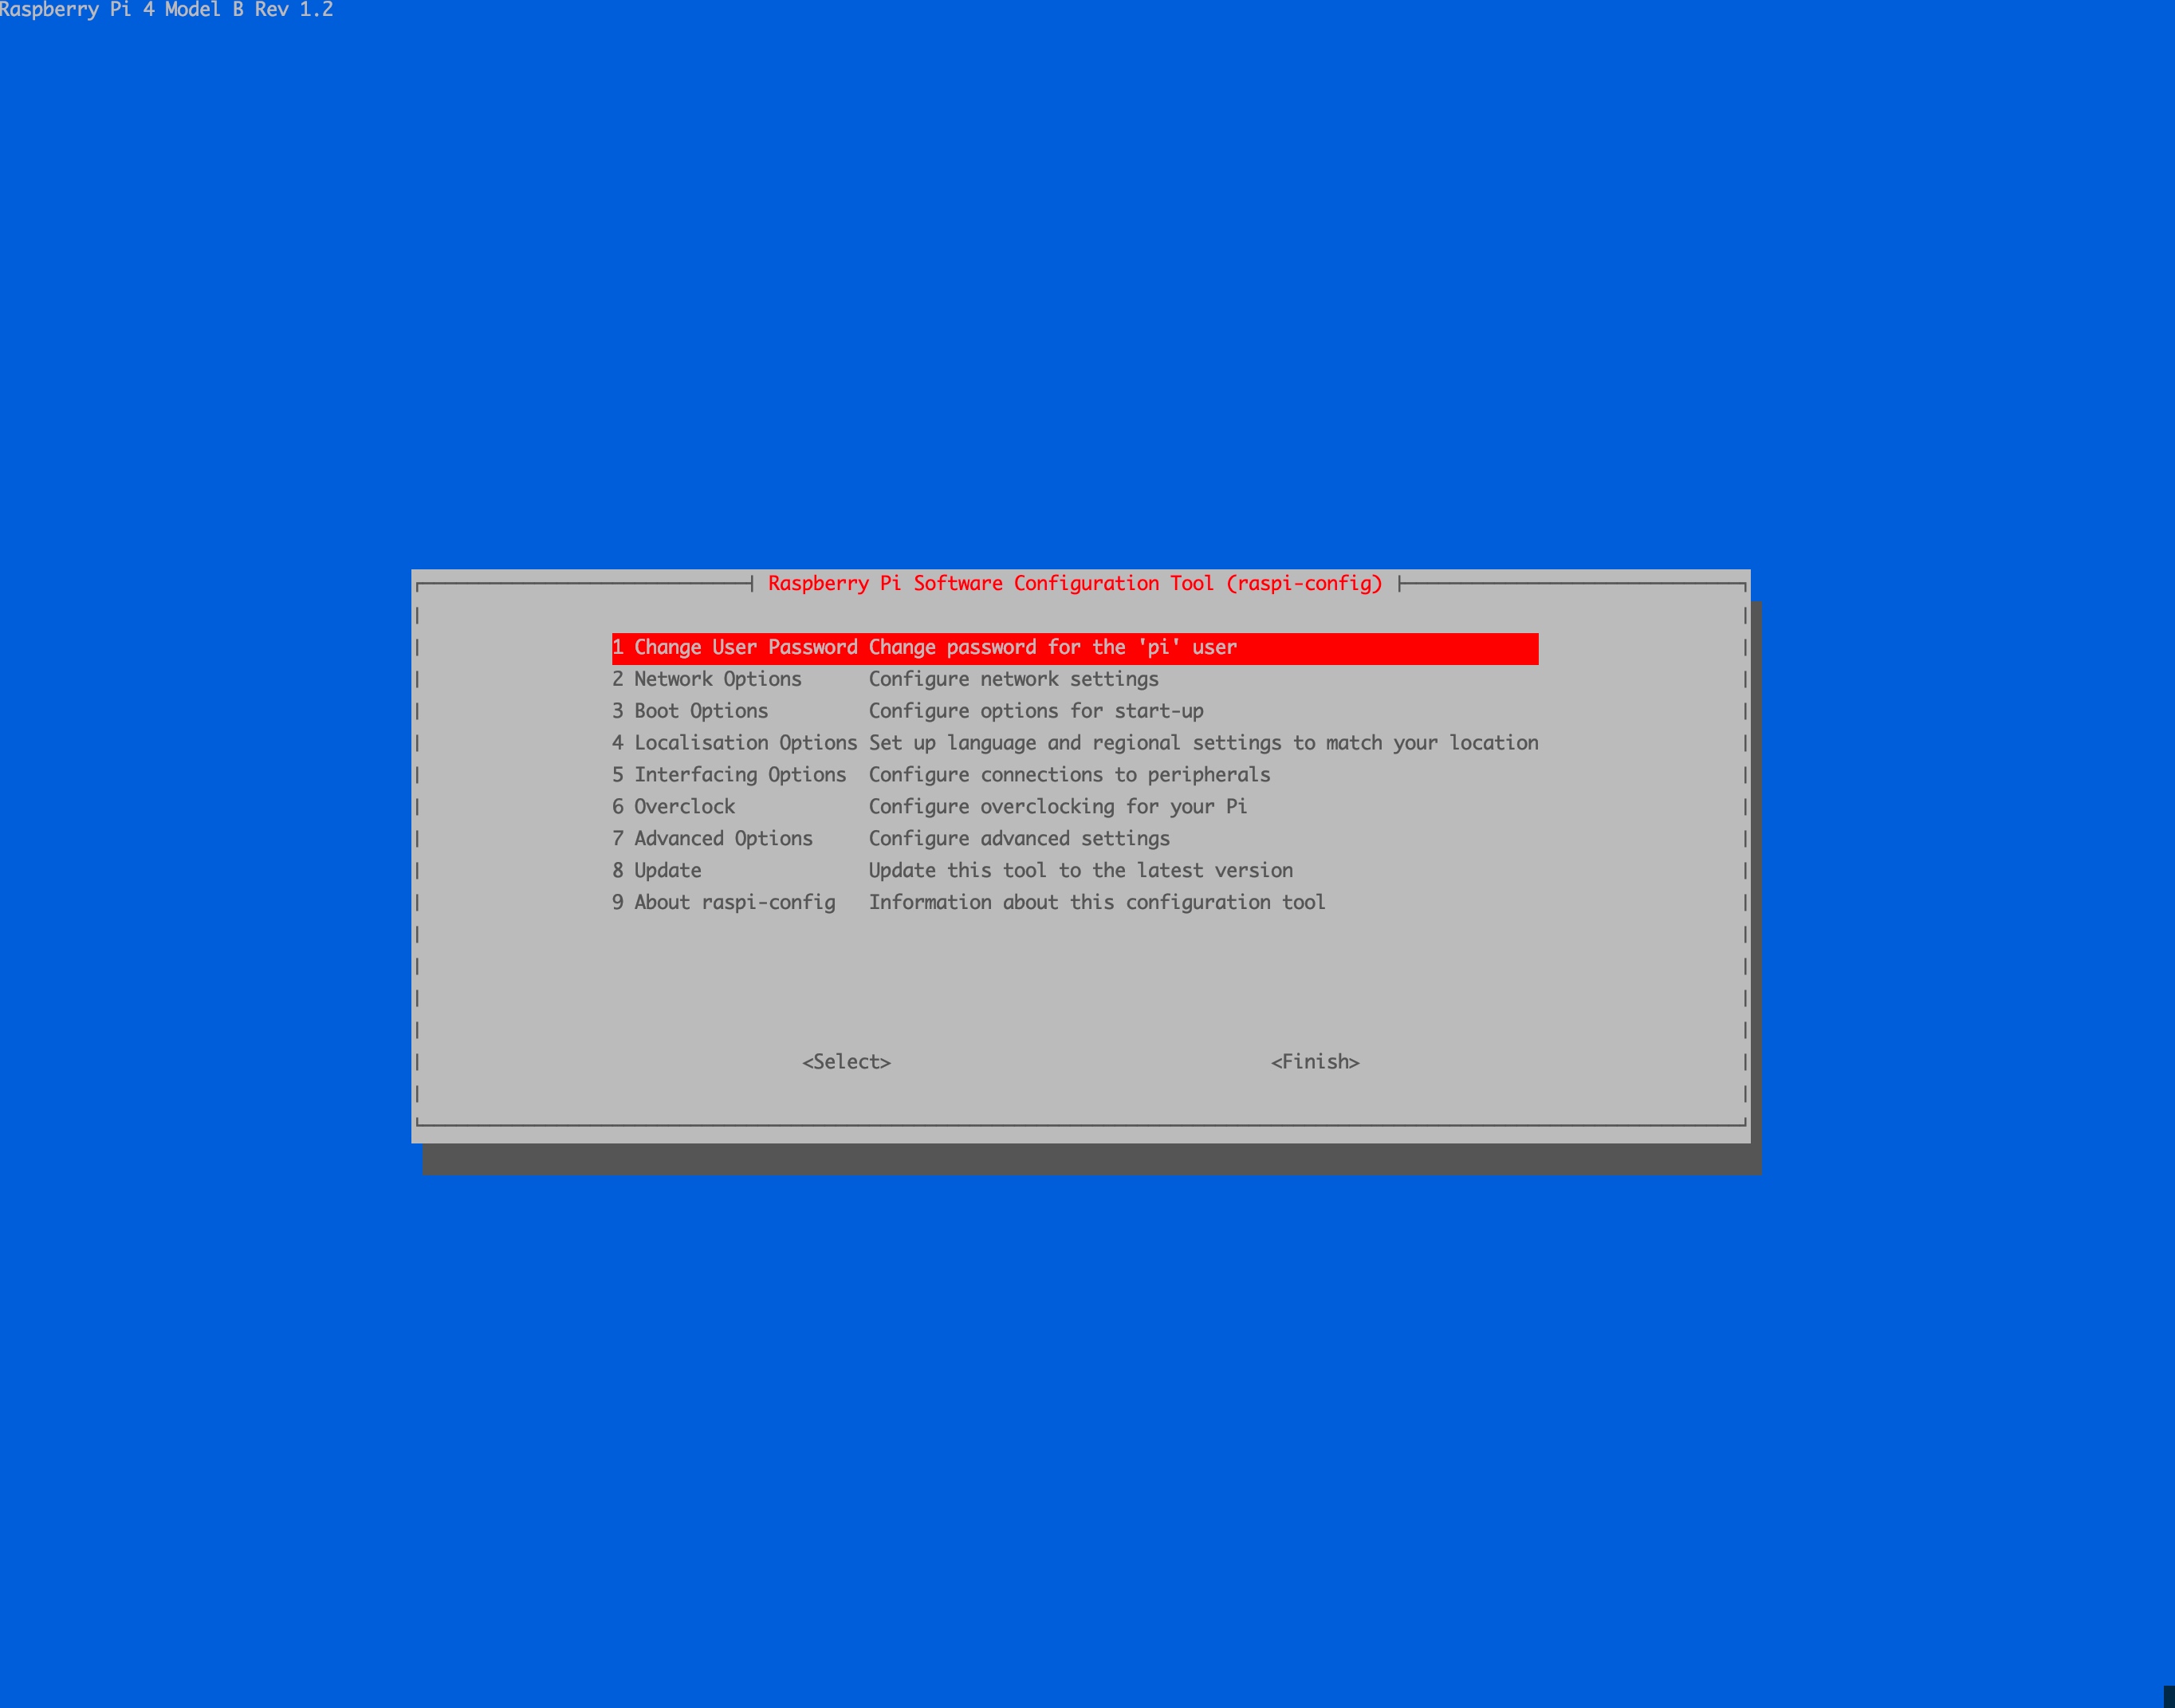 Raspberry Pi 4 Model B Rev 1.2
Raspberry Pi Software Configuration Tool (raspi-config)
1 Change User Password Change password for the 'pi' user
2 Network Options Configure network settings
3 Boot Options Configure options for start-up
4 Localisation Options Set up language and regional settings to match your location
5 Interfacing Options Configure connections to peripherals
6 Overclock Configure overclocking for your Pi
7 Advanced Options Configure advanced settings
8 Update Update this tool to the latest version
9 About raspi-config Information about this configuration tool
<Select> <Finish>